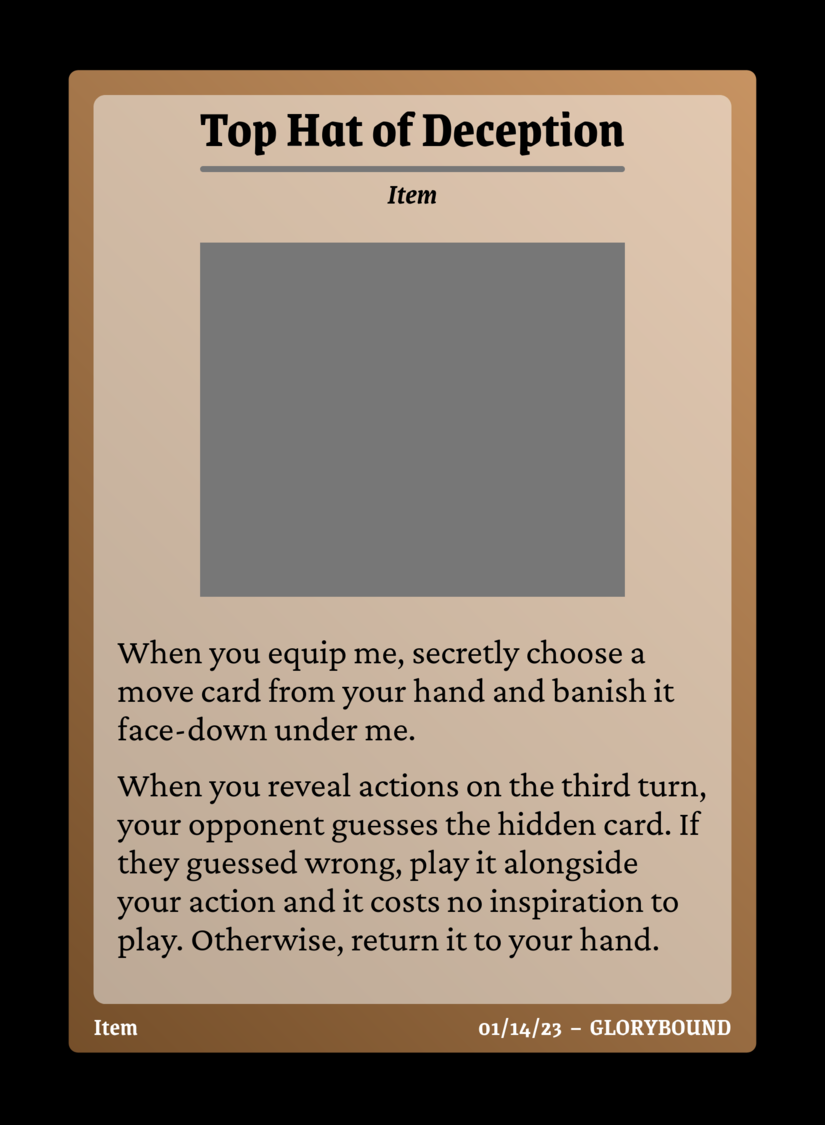 Top Hat of Deception
Item
When you equip me, secretly choose a
move card from your hand and banish it
face-down under me.
When you reveal actions on the third turn,
your opponent guesses the hidden card. If
they guessed wrong, play it alongside
your action and it costs no inspiration to
play. Otherwise, return it to your hand.
Item
01/14/23 – GLORYBOUND